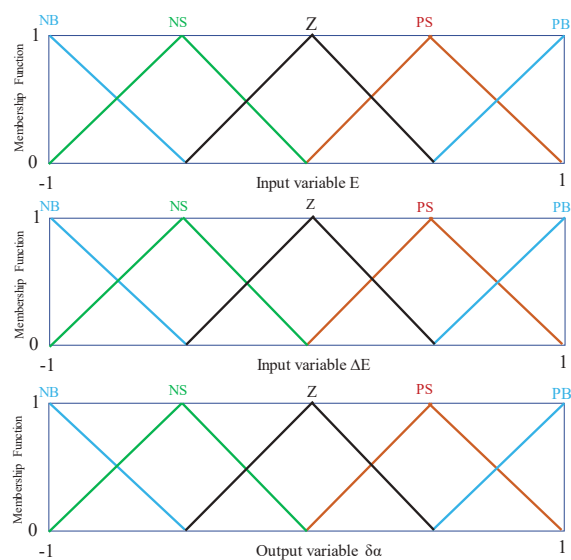 NB NS Z PS PB
Membership Function
1
0
-1 1
Input variable E
NB NS Z PS PB
Membership Function
1
0
-1 1
Input variable ΔE
NB NS Z PS PB
Membership Function
1
0
-1 1
Output variable δα